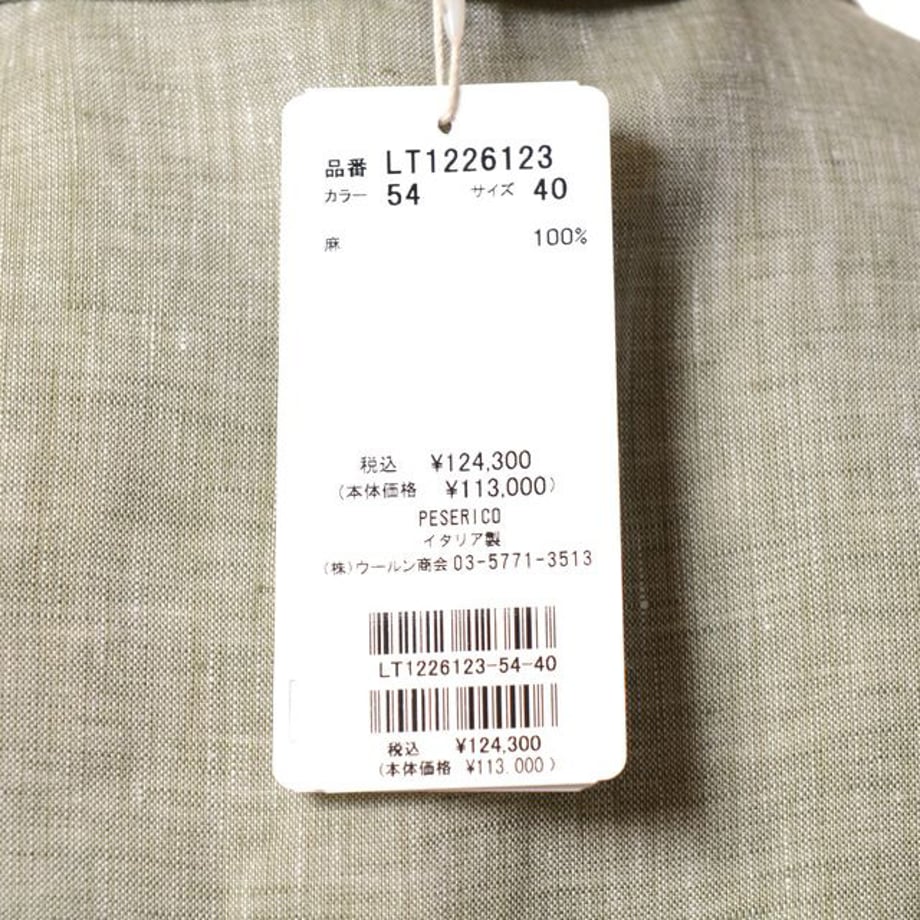 品番 LT1226123
カラー 54 サイズ 40
麻 100%
税込 ¥124,300
(本体価格 ¥113,000)
PESERICO
イタリア製
(株)ウールン商会 03-5771-3513
LT1226123-54-40
税込 ¥124,300
(本体価格 ¥113.000)